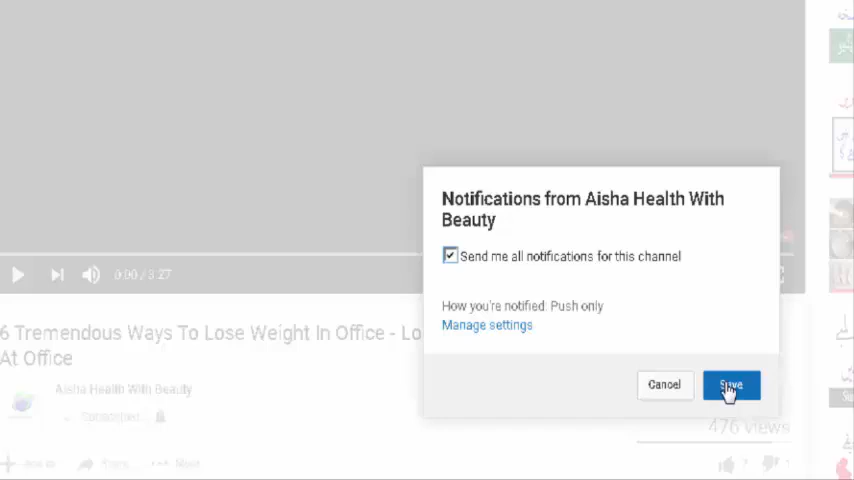 Notifications from Aisha Health With
Beauty
Send me all notifications for this channel
How you're notified: Push only
Manage settings
Cancel
Save
0:00 / 3:27
6 Tremendous Ways To Lose Weight In Office - Lo
At Office
Aisha Health With Beauty
476 views
More